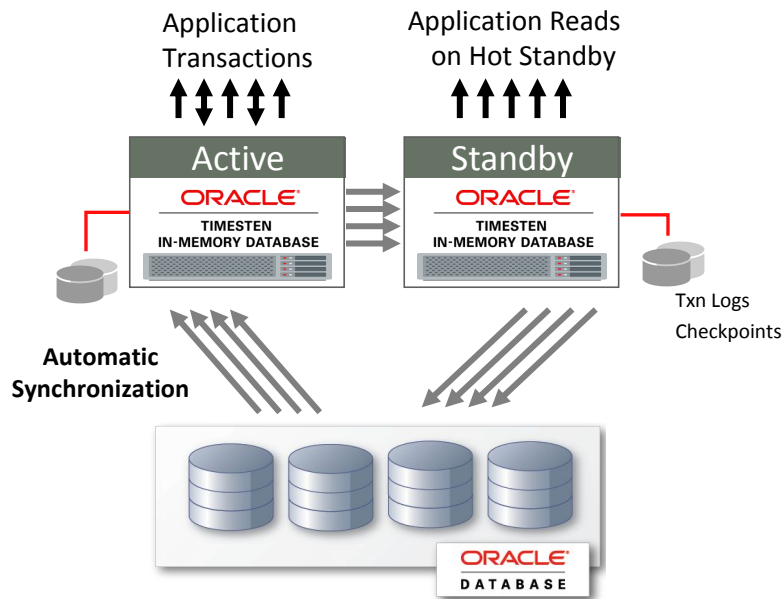 Application
Transactions
Application Reads
on Hot Standby
Active
Standby
ORACLE®
TIMESTEN
IN-MEMORY DATABASE
ORACLE®
TIMESTEN
IN-MEMORY DATABASE
Txn Logs
Checkpoints
Automatic
Synchronization
ORACLE®
DATABASE